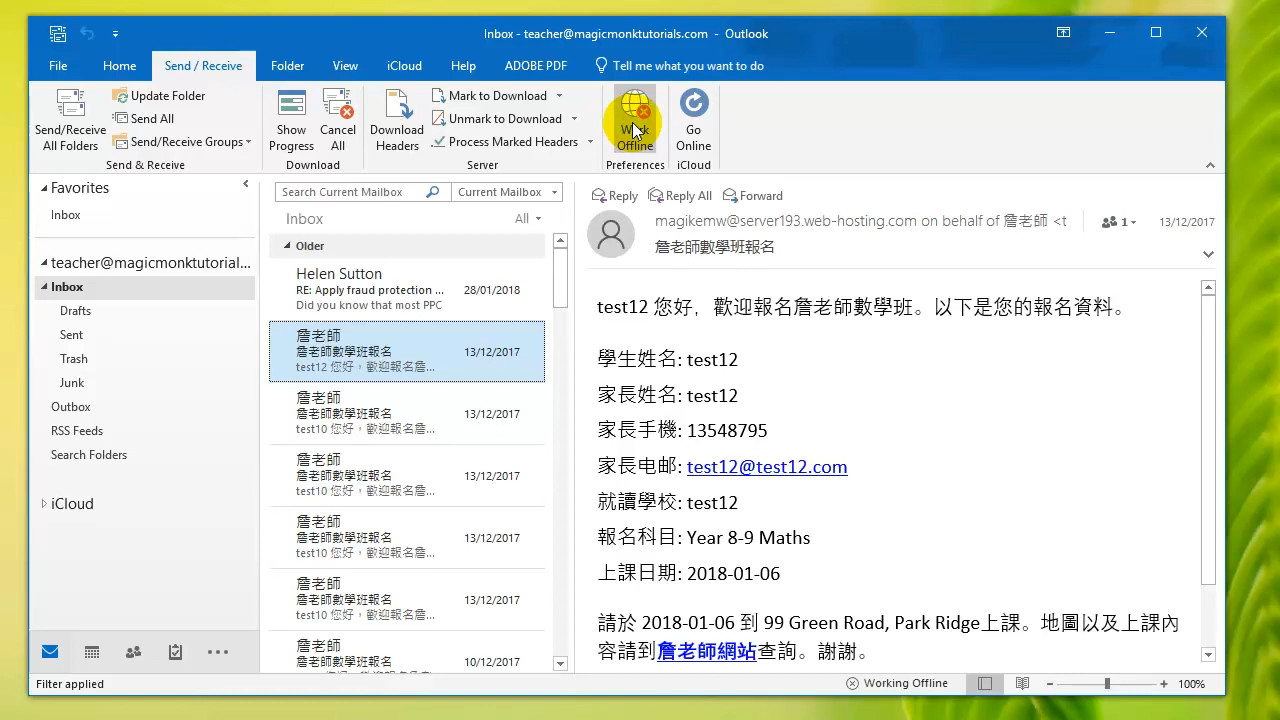 Inbox - teacher@magicmonktutorials.com - Outlook
File Home Send / Receive Folder View iCloud Help ADOBE PDF Tell me what you want to do
Send/Receive All Folders
Update Folder
Send All
Send/Receive Groups
Send & Receive
Show Progress
Cancel All
Download
Download Headers
Mark to Download
Unmark to Download
Process Marked Headers
Server
Work Offline
Preferences
Go Online
iCloud
Favorites
Inbox
teacher@magicmonktutorial...
Inbox
Drafts
Sent
Trash
Junk
Outbox
RSS Feeds
Search Folders
iCloud
Search Current Mailbox Current Mailbox
Inbox All
Older
Helen Sutton
RE: Apply fraud protection ... 28/01/2018
Did you know that most PPC
詹老師
詹老師數學班報名 13/12/2017
test12 您好，歡迎報名詹...
詹老師
詹老師數學班報名 13/12/2017
test10 您好，歡迎報名詹...
詹老師
詹老師數學班報名 13/12/2017
test10 您好，歡迎報名詹...
詹老師
詹老師數學班報名 13/12/2017
test10 您好，歡迎報名詹...
詹老師
詹老師數學班報名 13/12/2017
test10 您好，歡迎報名詹...
詹老師
詹老師數學班報名 10/12/2017
Reply Reply All Forward
magikemw@server193.web-hosting.com on behalf of 詹老師 <t 1 13/12/2017
詹老師數學班報名
test12 您好，歡迎報名詹老師數學班。以下是您的報名資料。
學生姓名: test12
家長姓名: test12
家長手機: 13548795
家長电邮: test12@test12.com
就讀學校: test12
報名科目: Year 8-9 Maths
上課日期: 2018-01-06
請於 2018-01-06 到 99 Green Road, Park Ridge上課。地圖以及上課內
容請到詹老師網站查詢。謝謝。
Filter applied Working Offline 100%